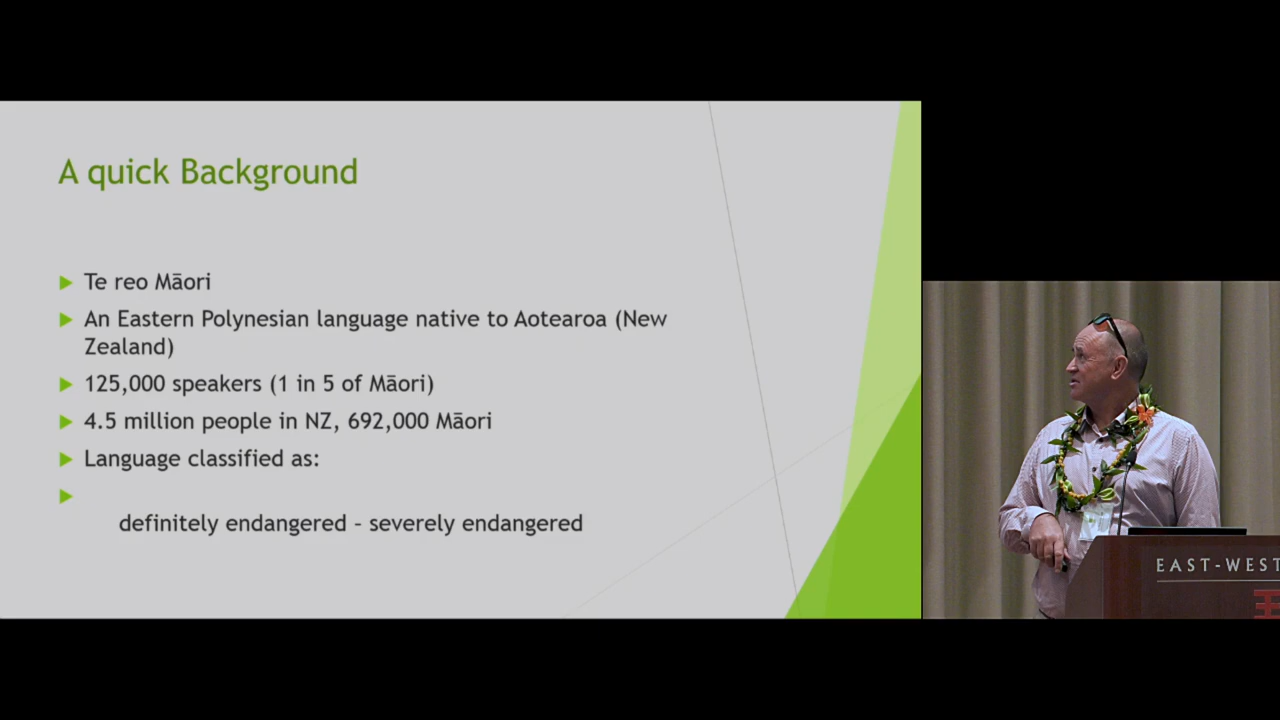 A quick Background
Te reo Māori
An Eastern Polynesian language native to Aotearoa (New
Zealand)
125,000 speakers (1 in 5 of Māori)
4.5 million people in NZ, 692,000 Māori
Language classified as:
definitely endangered – severely endangered
EAST-WEST